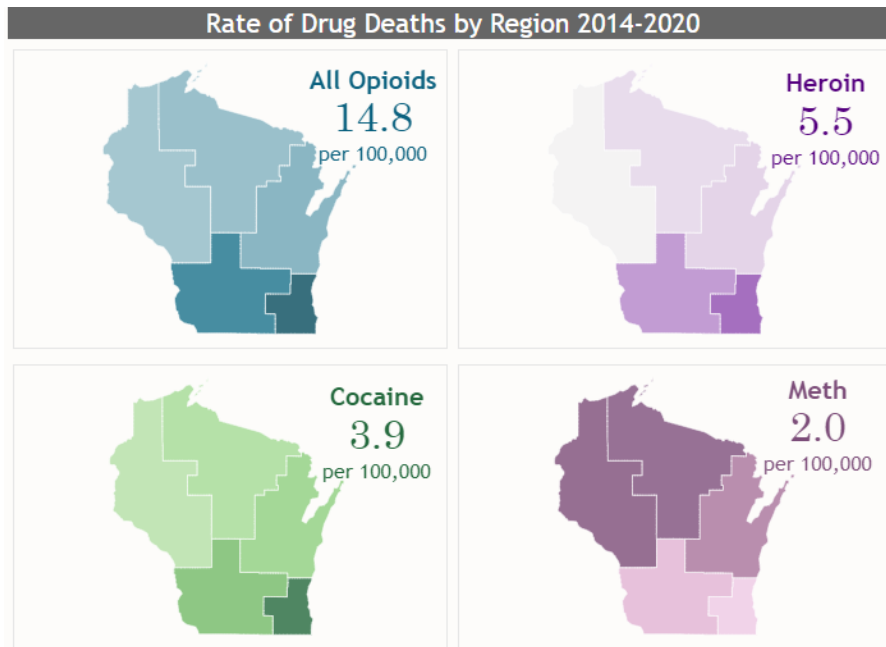 Rate of Drug Deaths by Region 2014-2020
All Opioids
14.8
per 100,000
Heroin
5.5
per 100,000
Cocaine
3.9
per 100,000
Meth
2.0
per 100,000